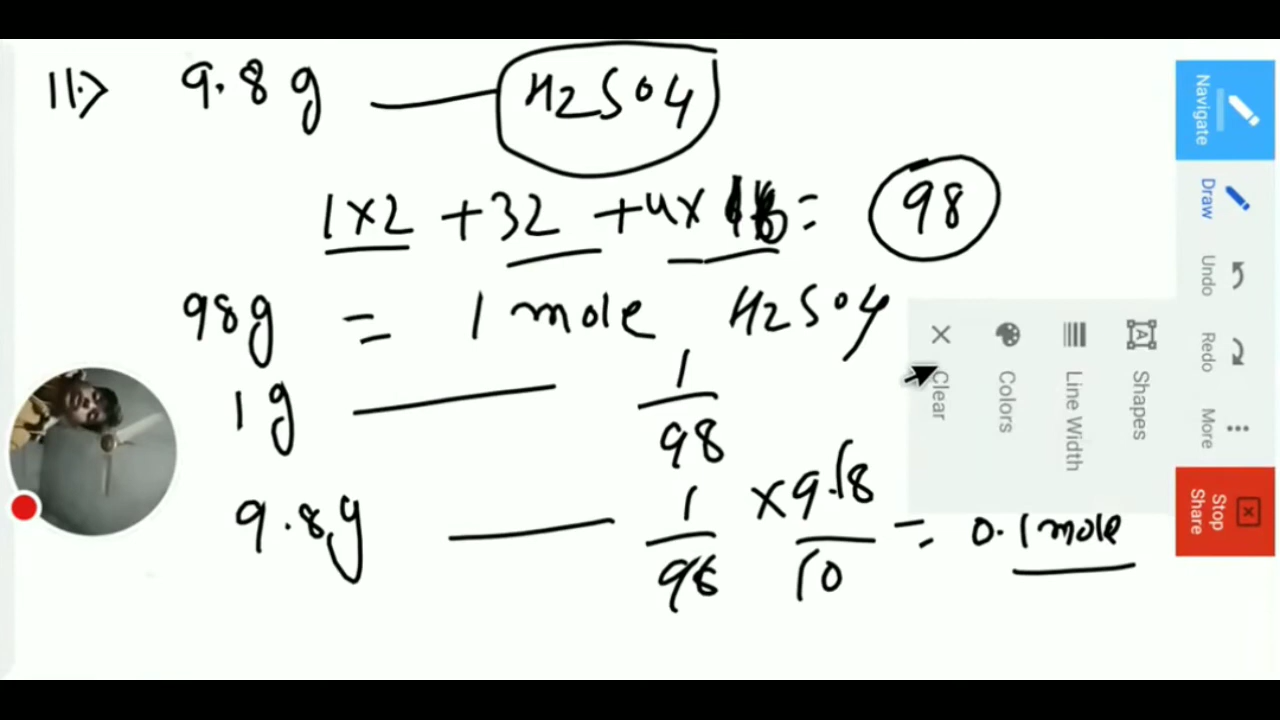 11.> 9.8 g — H2SO4
1×2 + 32 + 4× 16 = 98
98g = 1 mole H2SO4
1g — 1/98
9.8g — 1/98 × 9.8/10 = 0.1 mole
Navigate
Draw
Undo
Redo
More
Stop Share
Shapes
Line Width
Colors
Clear